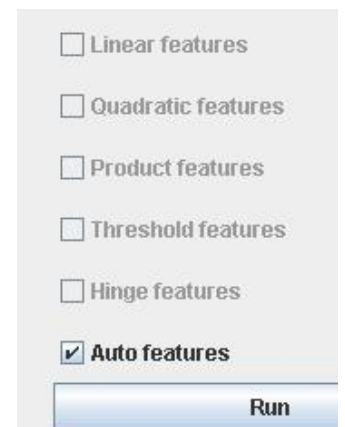 Linear features
Quadratic features
Product features
Threshold features
Hinge features
Auto features
Run